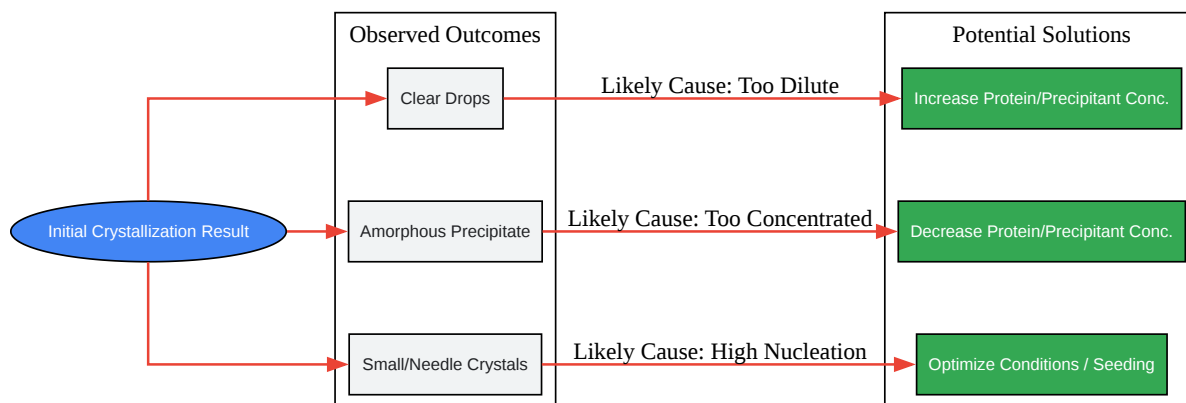 Observed Outcomes
Potential Solutions
Clear Drops
Likely Cause: Too Dilute
Increase Protein/Precipitant Conc.
Initial Crystallization Result
Amorphous Precipitate
Likely Cause: Too Concentrated
Decrease Protein/Precipitant Conc.
Small/Needle Crystals
Likely Cause: High Nucleation
Optimize Conditions / Seeding